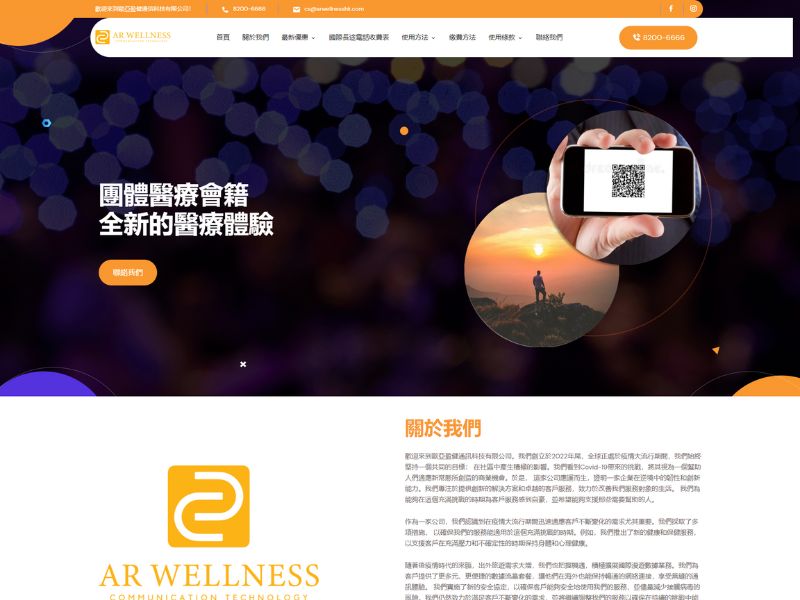 歡迎來到歐亞盈健通信科技有限公司!
8200-6666
cs@arwellnesshk.com
AR WELLNESS
首頁 關於我們 最新優惠 國際長途電話收費表 使用方法 繳費方法 使用條款 聯絡我們
8200-6666
團體醫療會籍
全新的醫療體驗
聯絡我們
關於我們
歡迎來到歐亞盈健通訊科技有限公司。我們創立於2022年尾,全球正處於疫情大流行期間,我們始終
堅持一個共同的目標: 在社區中產生積極的影響。我們看到Covid-19帶來的挑戰,將其視為一個幫助
人們適應新常態所創造的商業機會。於是, 這家公司應運而生,證明一家企業在逆境中的韌性和創新
能力。我們專注於提供創新的解決方案和卓越的客戶服務,致力於改善我們服務對象的生活。 我們為
能夠在這個充滿挑戰的時期為客戶服務感到自豪,並希望能夠支援那些需要幫助的人。
作為一家公司,我們認識到在疫情大流行期間迅速適應客戶不斷變化的需求尤其重要。我們採取了多
項措施, 以確保我們的服務能適用於這個充滿挑戰的時期。例如,我們推出了新的健康和保健服務,
以支援客戶在充滿壓力和不確定性的時期保持身體和心理健康。
隨著後疫情時代的來臨,出外旅遊需求大增,我們也把握機遇,積極擴展國際漫遊數據業務。我們為
客戶提供了更多元、更便捷的數據流量套餐,讓他們在海外也能保持暢通的網絡連接,享受無縫的通
訊體驗。 我們實施了新的安全協定,以確保客戶能夠安全地使用我們的服務,並盡量減少接觸病毒的
AR WELLNESS
COMMUNICATION TECHNOLOGY